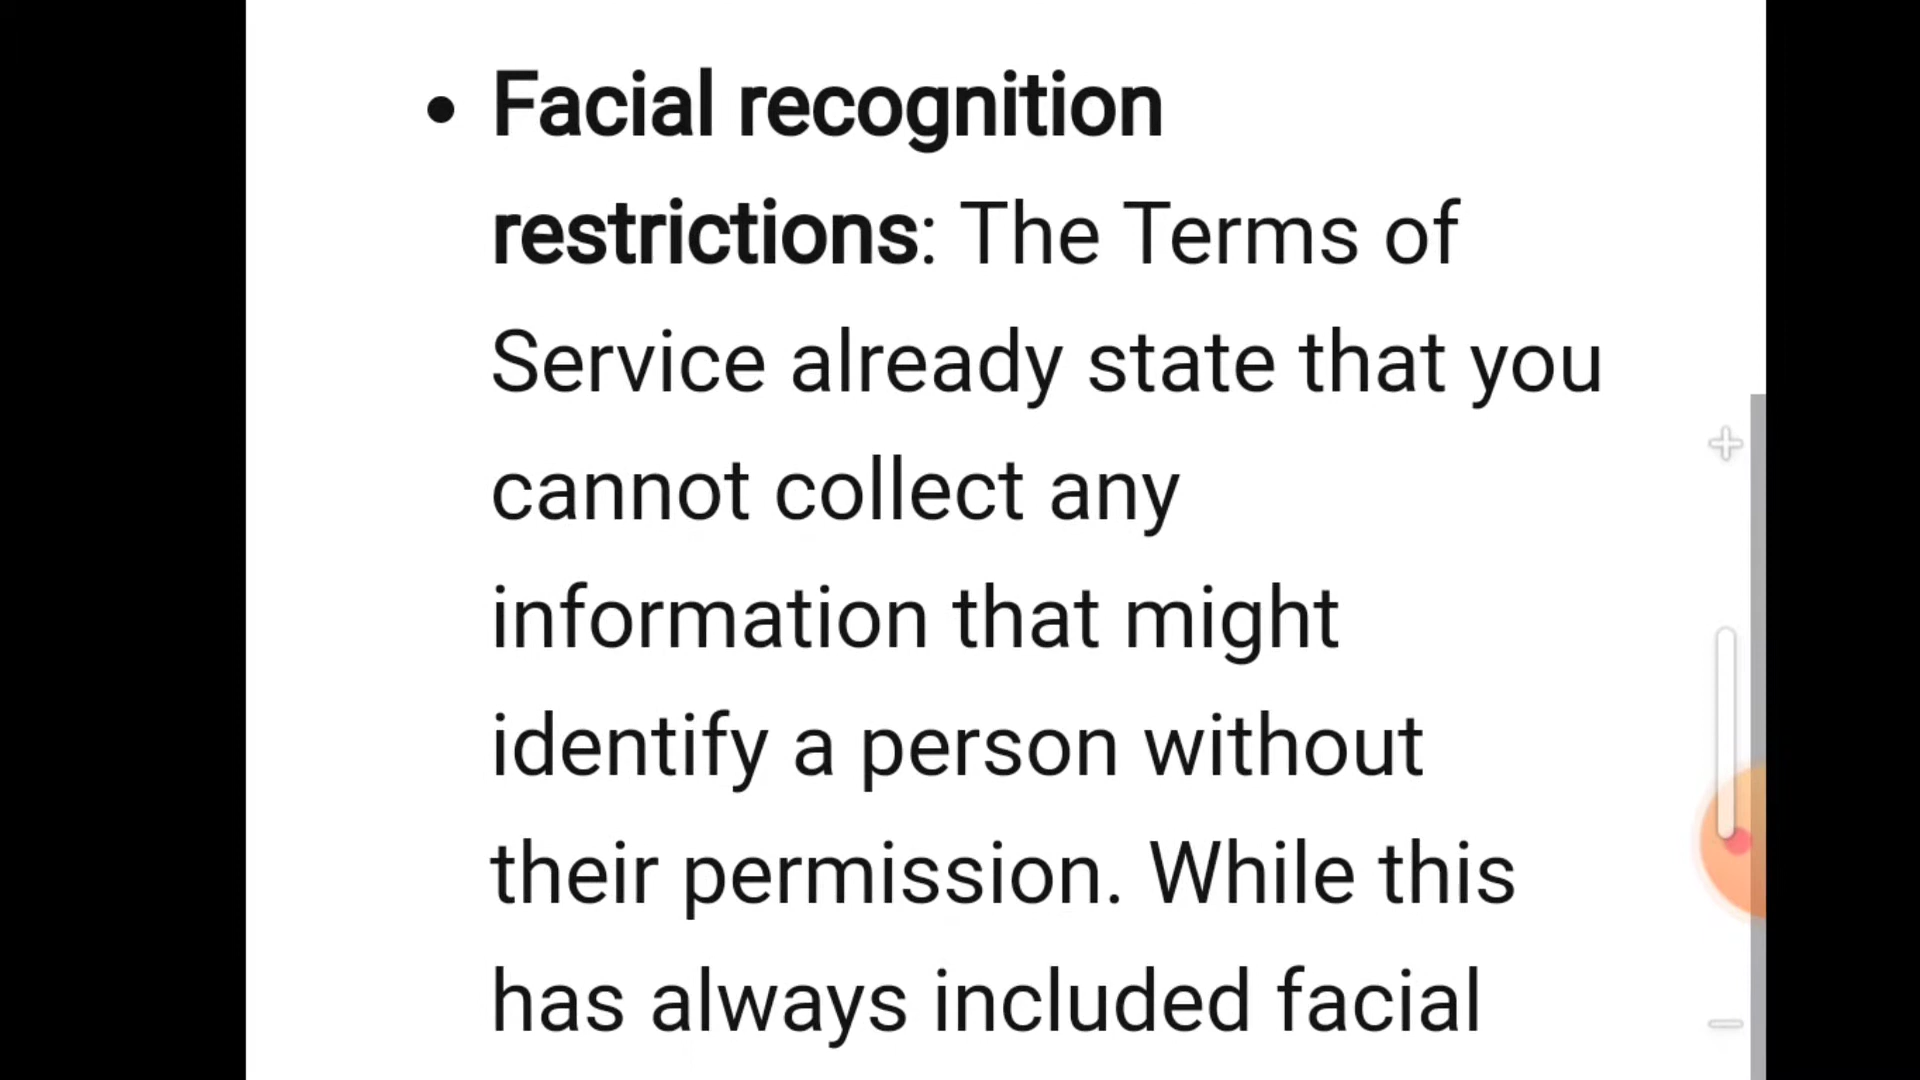 • Facial recognition
restrictions: The Terms of
Service already state that you
cannot collect any
information that might
identify a person without
their permission. While this
has always included facial